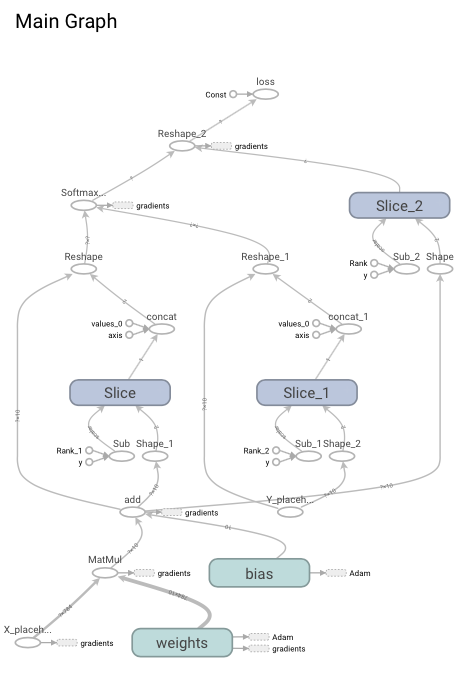 Main Graph
loss
Const
Reshape_2
gradients
Softmax...
gradients
Slice_2
Reshape
Reshape_1
Rank
y
Sub_2
Shape
values_0
axis
concat
values_0
axis
concat_1
Slice
Slice_1
Rank_1
y
Sub
Shape_1
Rank_2
y
Sub_1
Shape_2
add
gradients
Y_placeh...
MatMul
gradients
bias
Adam
X_placeh...
gradients
weights
Adam
gradients